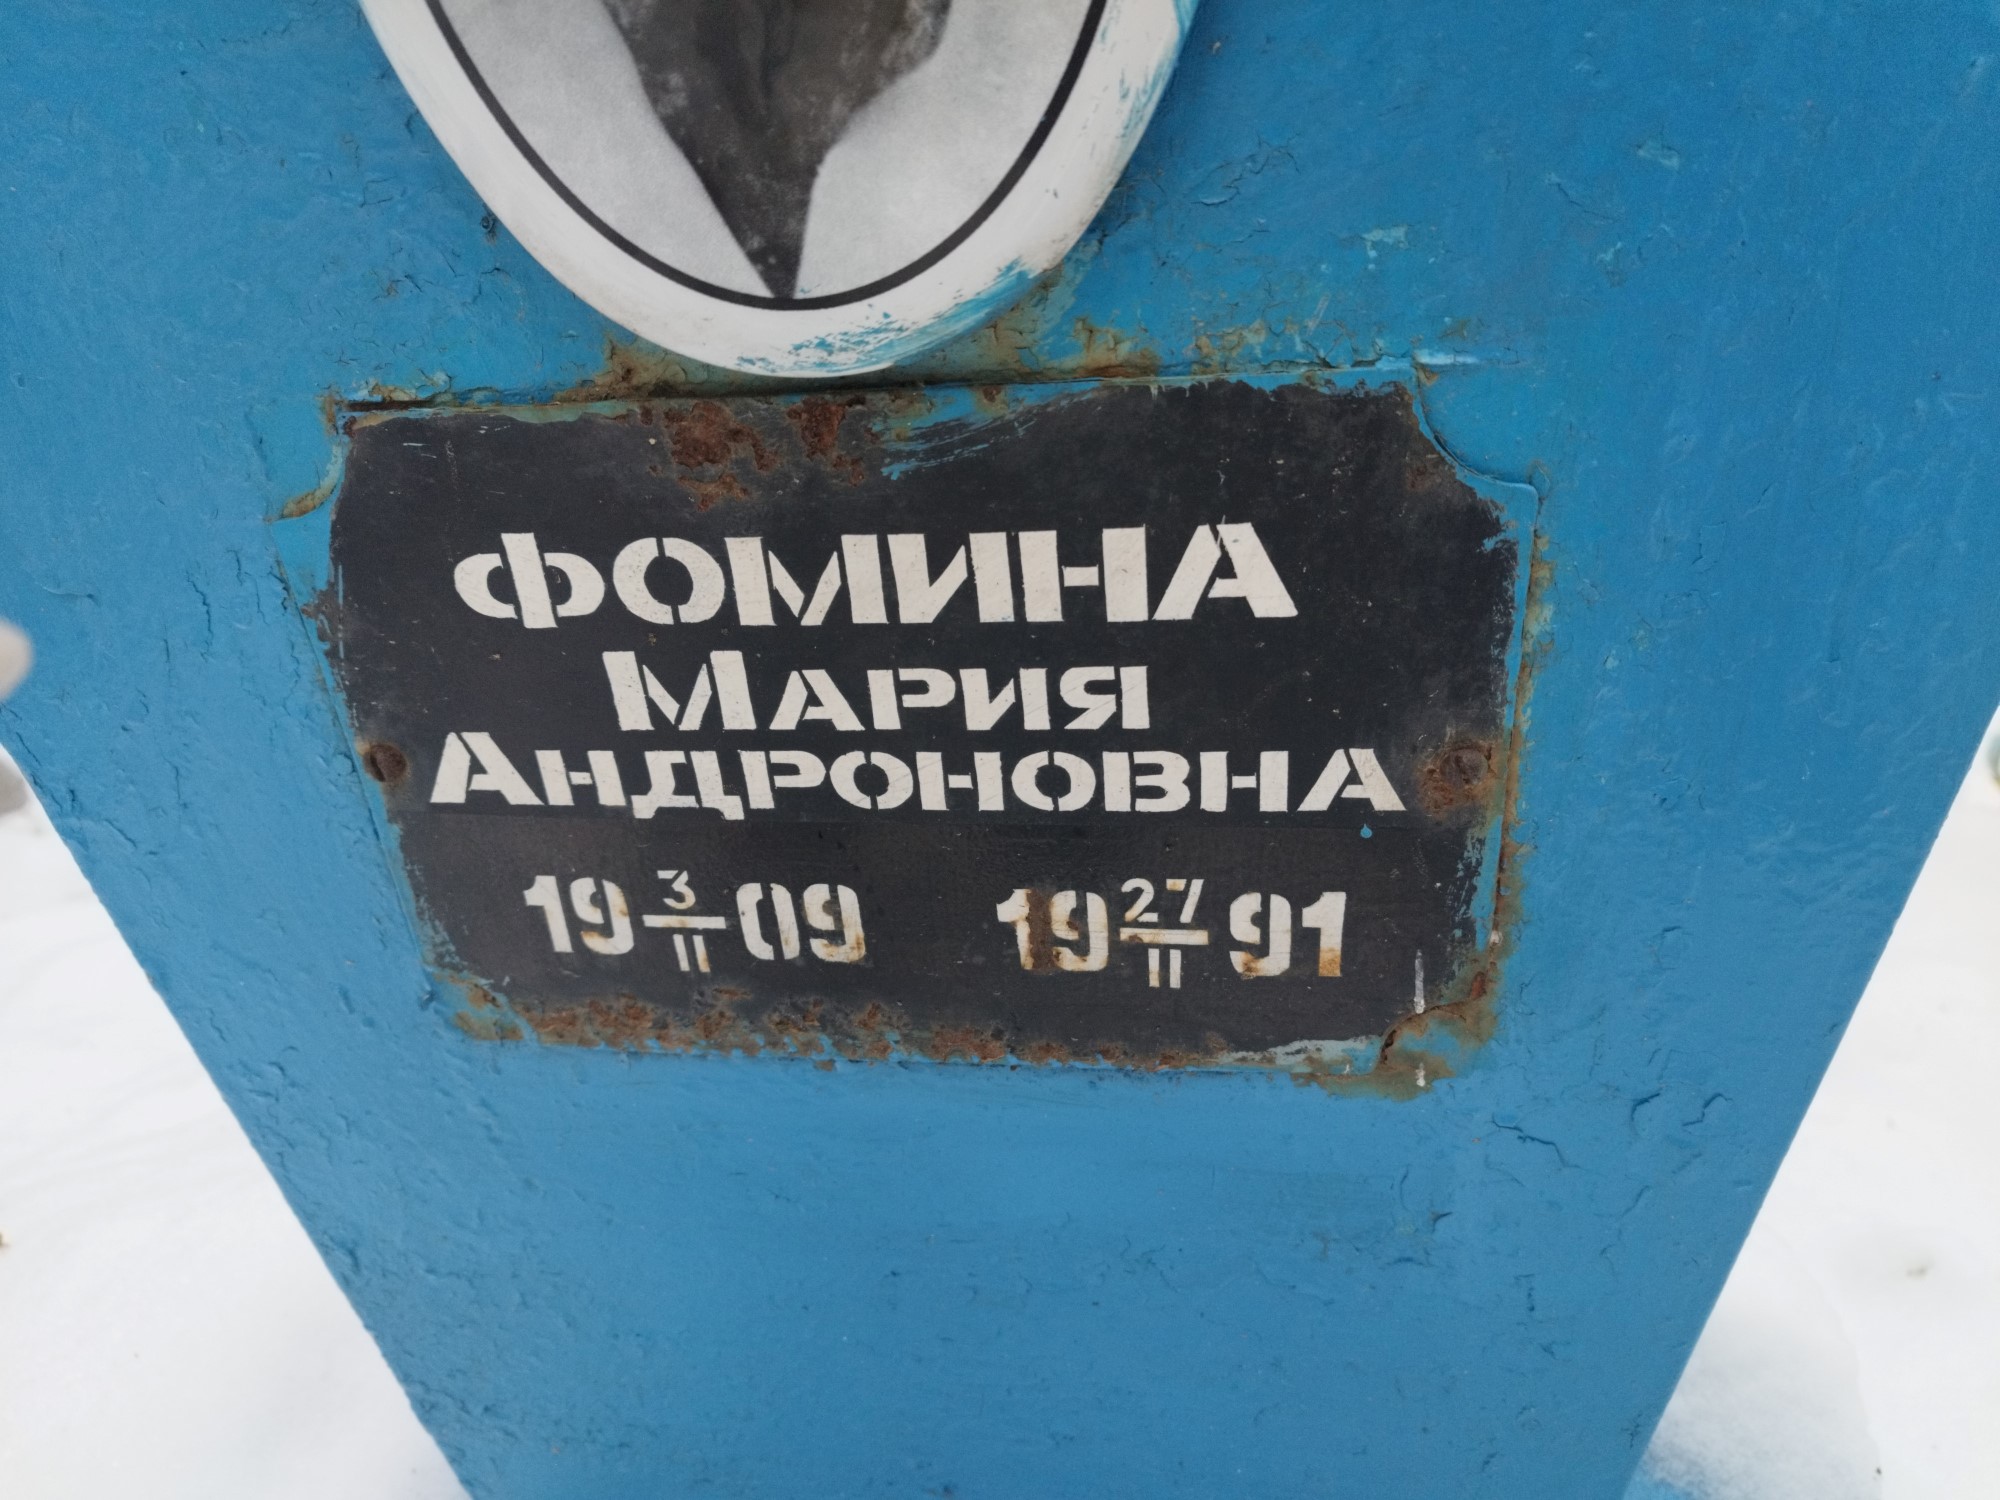 ФОМИНА
МАРИЯ
АНДРОНОВНА
19 3/II 09 19 27/II 91